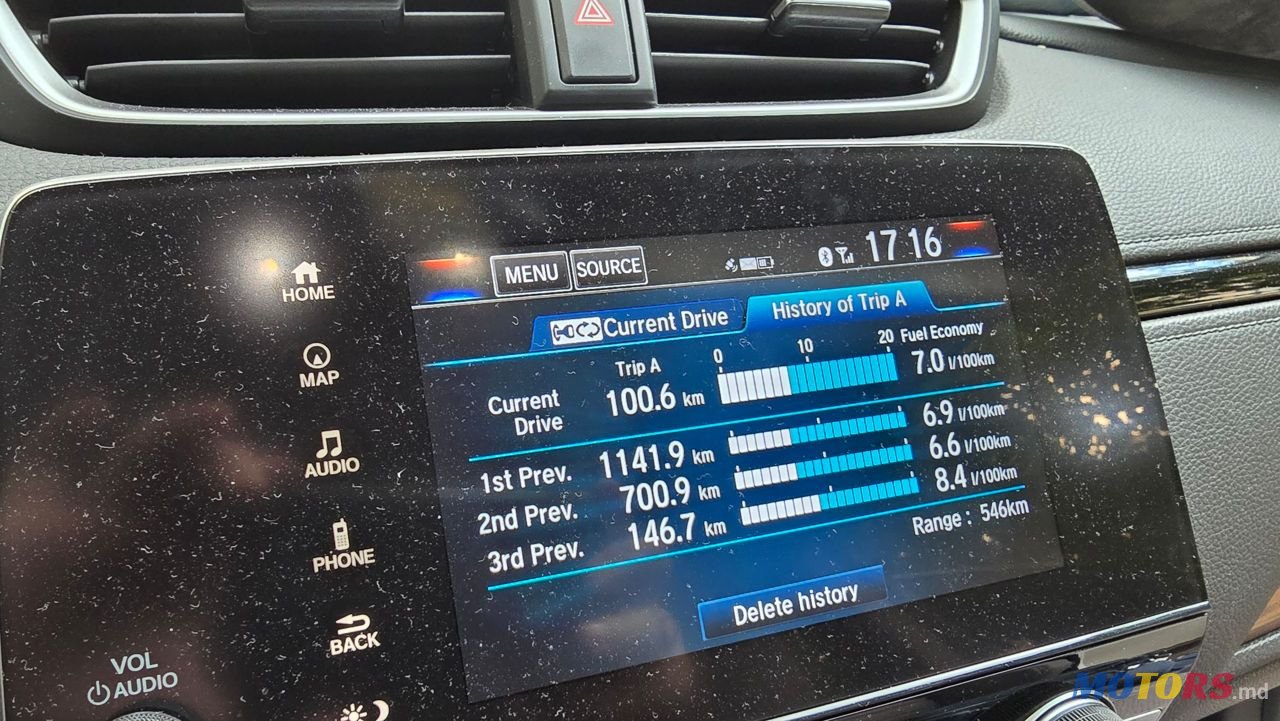 MENU SOURCE 17 16
HOME
Current Drive History of Trip A
Trip A 0 10 20 Fuel Economy
Current Drive 100.6 km 7.0 l/100km
MAP
1st Prev. 1141.9 km 6.9 l/100km
AUDIO
2nd Prev. 700.9 km 6.6 l/100km
3rd Prev. 146.7 km 8.4 l/100km
Range : 546km
PHONE
Delete history
BACK
VOL
AUDIO
MOTORS.md